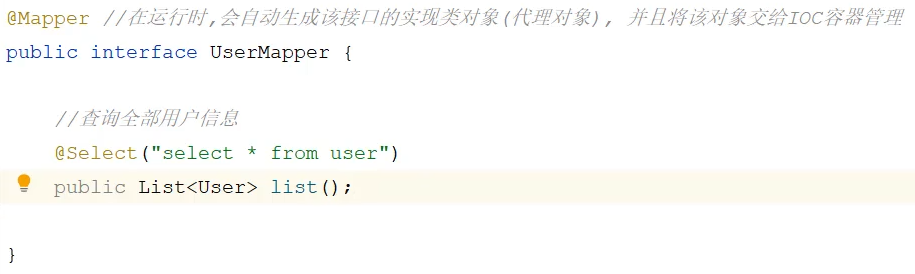 @Mapper //在运行时,会自动生成该接口的实现类对象(代理对象), 并且将该对象交给IOC容器管理
public interface UserMapper {
//查询全部用户信息
@Select("select * from user")
public List<User> list();
}